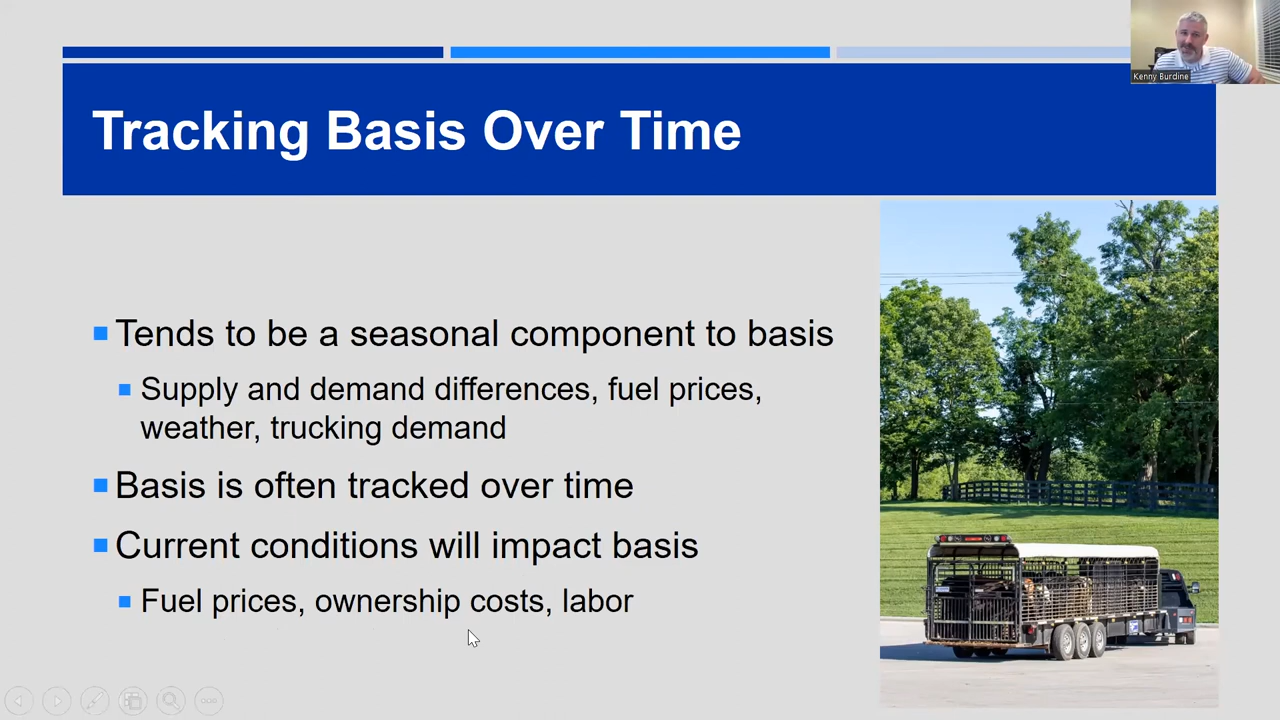 Kenny Burdine
Tracking Basis Over Time
Tends to be a seasonal component to basis
Supply and demand differences, fuel prices,
weather, trucking demand
Basis is often tracked over time
Current conditions will impact basis
Fuel prices, ownership costs, labor